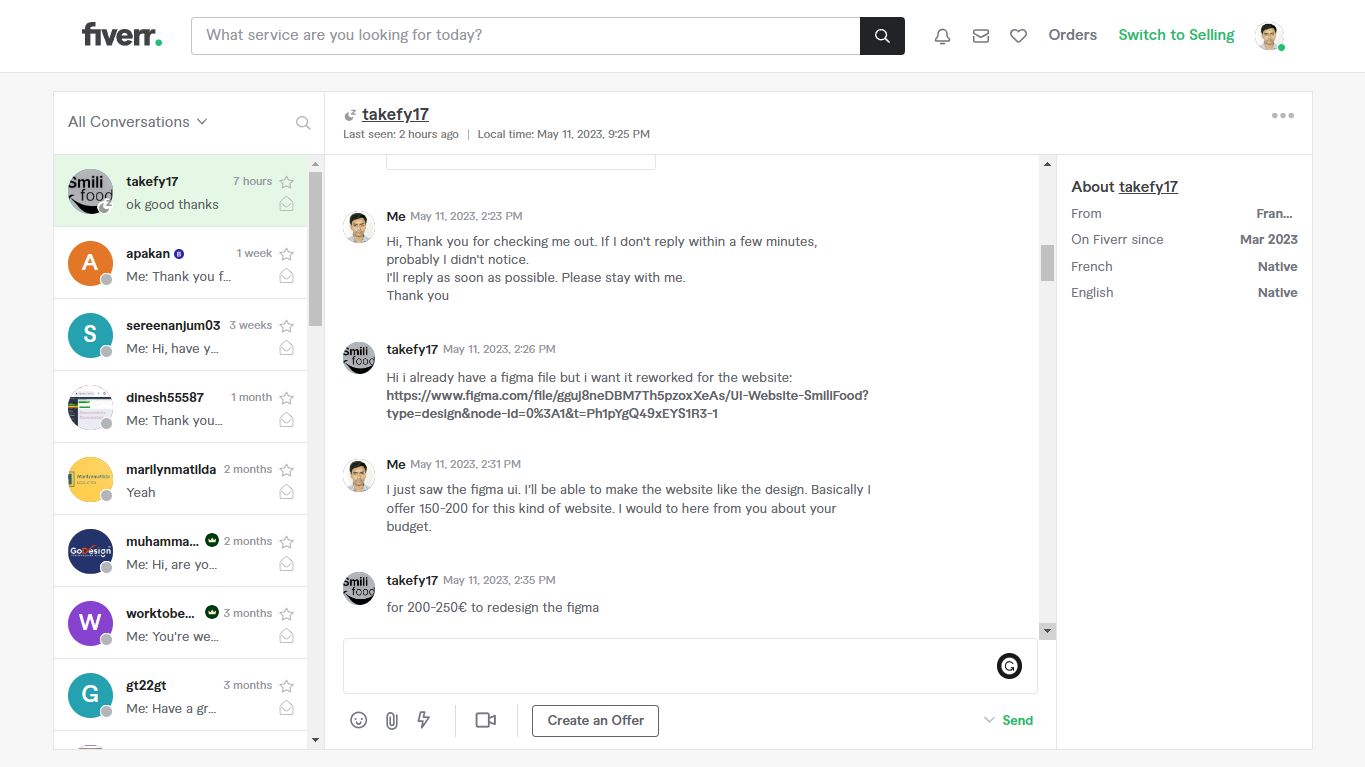 fiverr.
What service are you looking for today?
Orders
Switch to Selling
All Conversations
takefy17
7 hours
ok good thanks
A
apakan
1 week
Me: Thank you f...
S
sereenanjum03
3 weeks
Me: Hi, have y...
dinesh55587
1 month
Me: Thank you...
marilynmatilda
2 months
Yeah
muhamma...
2 months
Me: Hi, are yo...
W
worktobe...
3 months
Me: You're we...
G
gt22gt
3 months
Me: Have a gr...
Smili
food
GoDesign
takefy17
Last seen: 2 hours ago | Local time: May 11, 2023, 9:25 PM
Me May 11, 2023, 2:23 PM
Hi, Thank you for checking me out. If I don't reply within a few minutes,
probably I didn't notice.
I'll reply as soon as possible. Please stay with me.
Thank you
Smili
food
takefy17 May 11, 2023, 2:26 PM
Hi i already have a figma file but i want it reworked for the website:
https://www.figma.com/file/gguj8neDBM7Th5pzoxXeAs/UI-Website-SmiliFood?
type=design&node-id=0%3A1&t=Ph1pYgQ49xEYS1R3-1
Me May 11, 2023, 2:31 PM
I just saw the figma ui. I'll be able to make the website like the design. Basically I
offer 150-200 for this kind of website. I would to here from you about your
budget.
Smili
food
takefy17 May 11, 2023, 2:35 PM
for 200-250€ to redesign the figma
Create an Offer
Send
About takefy17
From Fran...
On Fiverr since Mar 2023
French Native
English Native